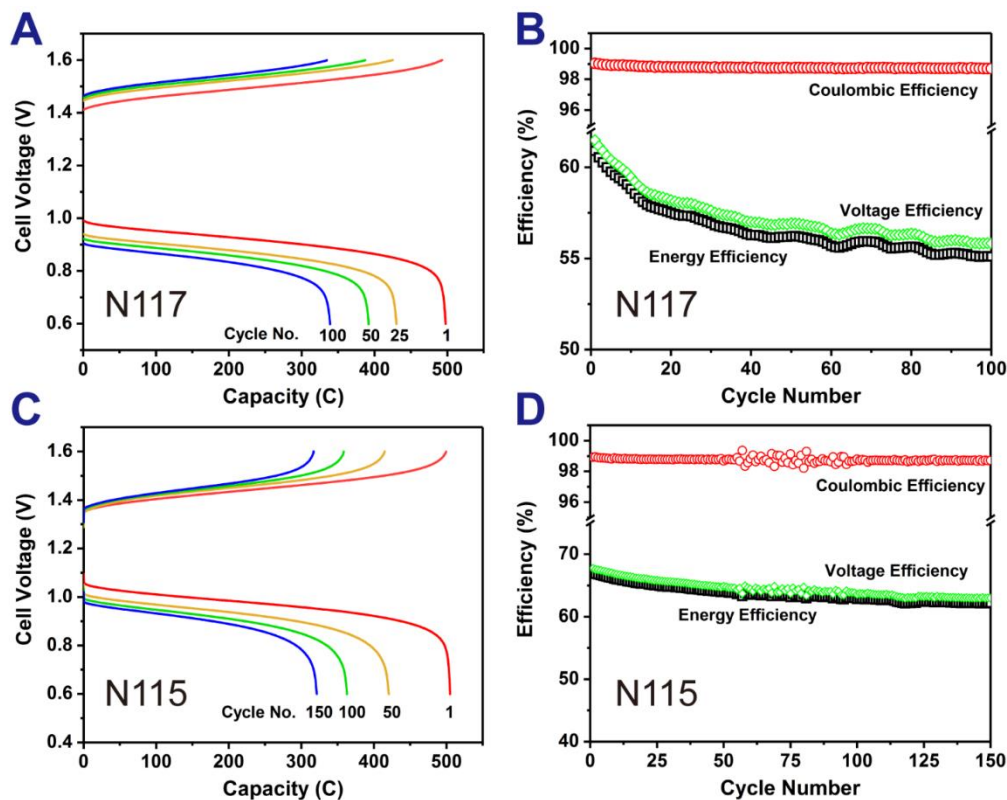 A
Cell Voltage (V)
1.6
1.4
1.2
1.0
0.8
0.6
N117
Cycle No. 100 50 25 1
0 100 200 300 400 500
Capacity (C)
B
Efficiency (%)
100
98
96
60
55
50
Coulombic Efficiency
Voltage Efficiency
Energy Efficiency
N117
0 20 40 60 80 100
Cycle Number
C
Cell Voltage (V)
1.6
1.4
1.2
1.0
0.8
0.6
0.4
N115
Cycle No. 150 100 50 1
0 100 200 300 400 500
Capacity (C)
D
Efficiency (%)
100
98
96
70
60
50
40
Coulombic Efficiency
Voltage Efficiency
Energy Efficiency
N115
0 25 50 75 100 125 150
Cycle Number